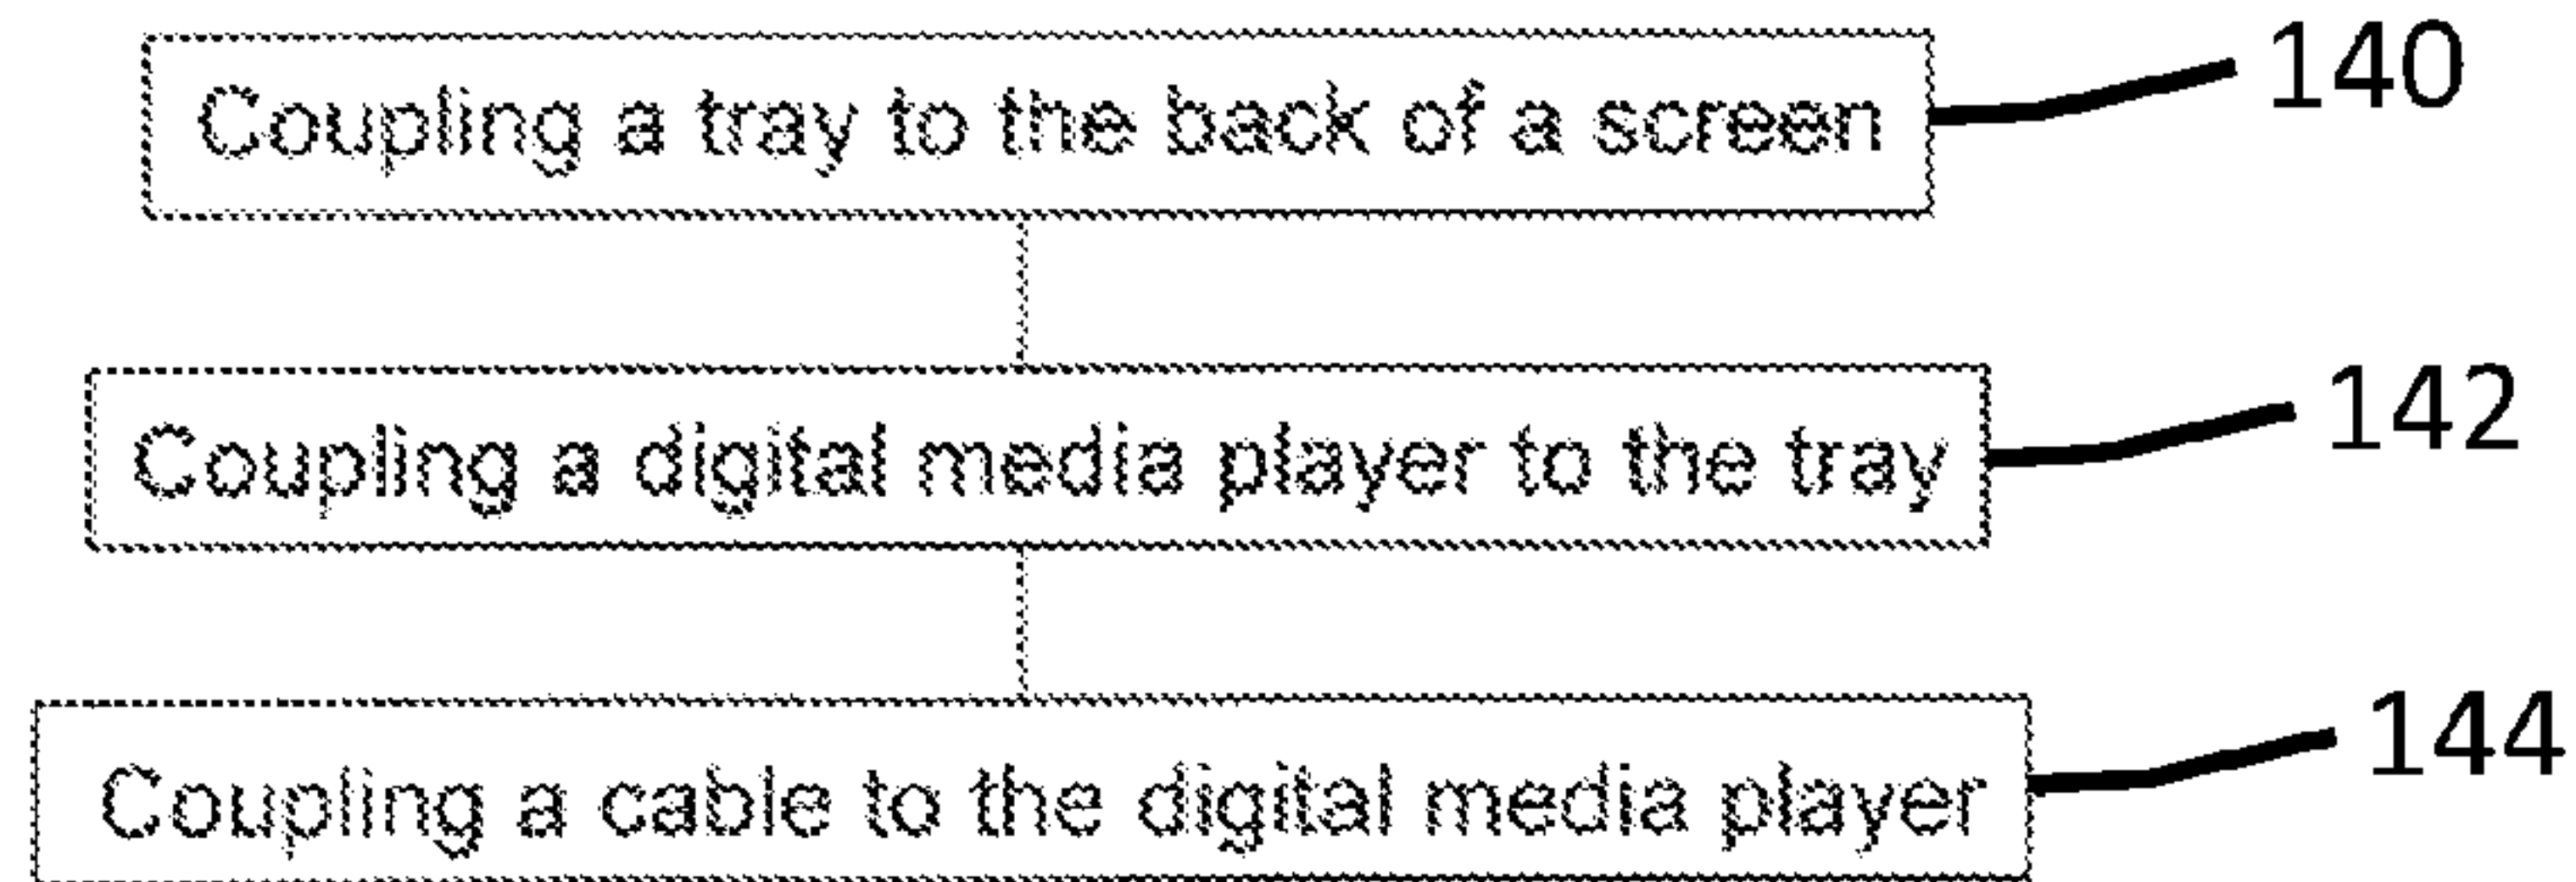 Coupling a tray to the back of a screen 140
Coupling a digital media player to the tray 142
Coupling a cable to the digital media player 144